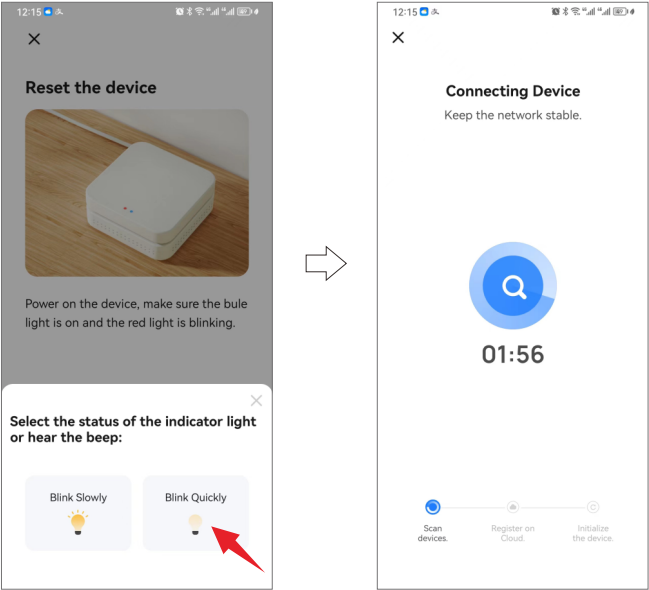 12:15
Reset the device
Power on the device, make sure the bule
light is on and the red light is blinking.
Select the status of the indicator light
or hear the beep:
Blink Slowly
Blink Quickly
12:15
Connecting Device
Keep the network stable.
01:56
Scan
devices.
Register on
Cloud.
Initialize
the device.